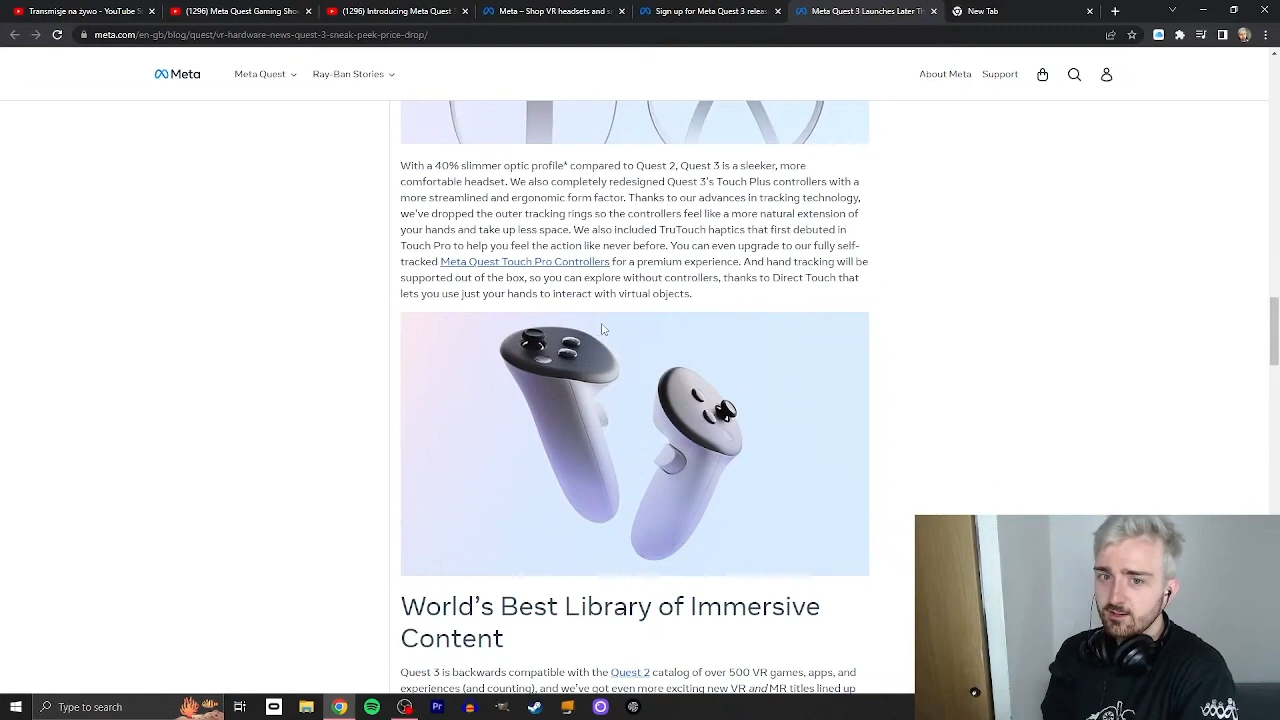 Transmisje na żywo - YouTube S
(1296) Meta Quest Gaming Show
(1296) Introducing Meta Quest
Meta – Shop VR headsets and s
Sign up for Meta Quest 3 relea
Meta Quest 3 Launches Later Th
New Tab
meta.com/en-gb/blog/quest/vr-hardware-news-quest-3-sneak-peek-price-drop/
Meta
Meta Quest
Ray-Ban Stories
About Meta
Support
With a 40% slimmer optic profile* compared to Quest 2, Quest 3 is a sleeker, more
comfortable headset. We also completely redesigned Quest 3's Touch Plus controllers with a
more streamlined and ergonomic form factor. Thanks to our advances in tracking technology,
we've dropped the outer tracking rings so the controllers feel like a more natural extension of
your hands and take up less space. We also included TruTouch haptics that first debuted in
Touch Pro to help you feel the action like never before. You can even upgrade to our fully self-
tracked Meta Quest Touch Pro Controllers for a premium experience. And hand tracking will be
supported out of the box, so you can explore without controllers, thanks to Direct Touch that
lets you use just your hands to interact with virtual objects.
World's Best Library of Immersive
Content
Quest 3 is backwards compatible with the Quest 2 catalog of over 500 VR games, apps, and
experiences (and counting), and we've got even more exciting new VR and MR titles lined up
Type here to search
Pr